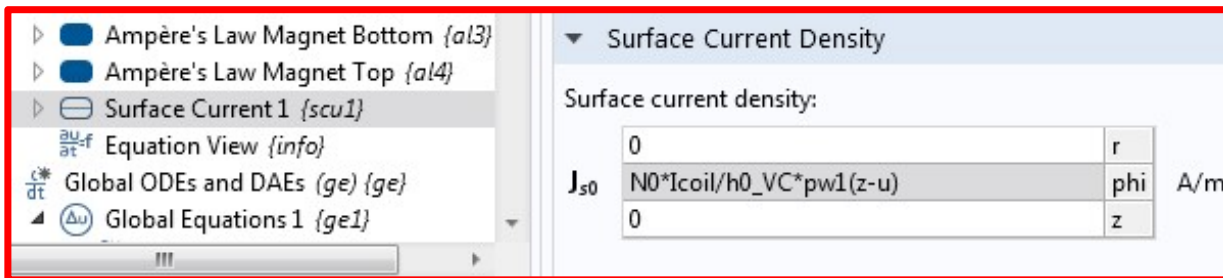 Ampère's Law Magnet Bottom {al3}
Ampère's Law Magnet Top {al4}
Surface Current 1 {scu1}
∂u/∂t=f Equation View {info}
d/dt Global ODEs and DAEs (ge) {ge}
Δu Global Equations 1 {ge1}
Surface Current Density
Surface current density:
0 r
Js0 N0*Icoil/h0_VC*pw1(z-u) phi A/m
0 z